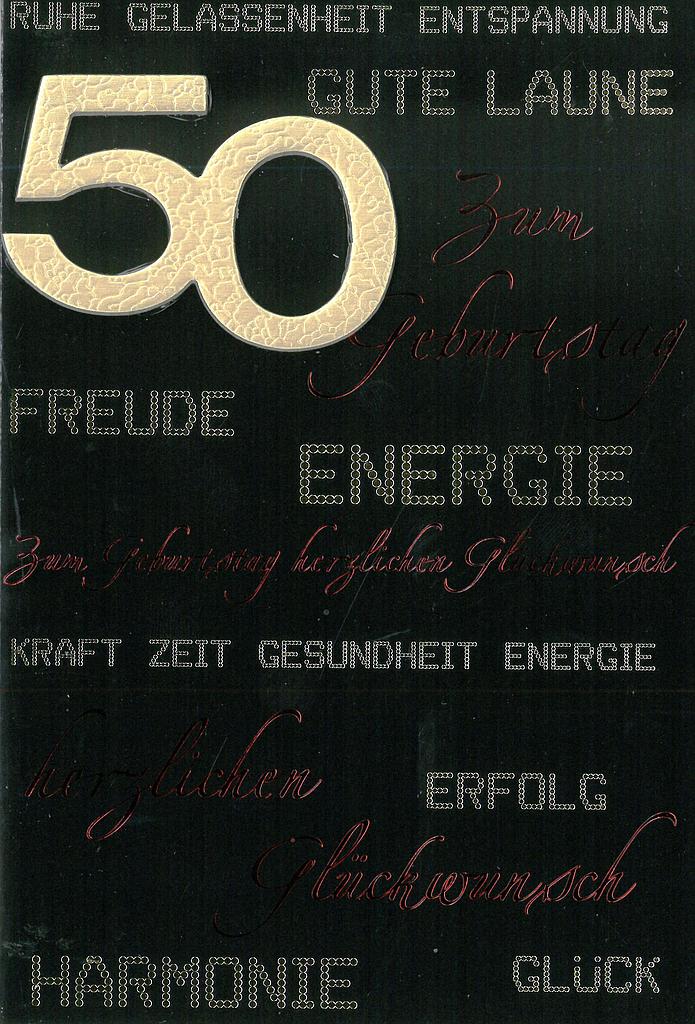 RUHE GELASSENHEIT ENTSPANNUNG
GUTE LAUNE
50
Zum
Geburtstag
FREUDE
ENERGIE
Zum Geburtstag herzlichen Glückwunsch
KRAFT ZEIT GESUNDHEIT ENERGIE
herzlichen
ERFOLG
Glückwunsch
HARMONIE
GLüCK